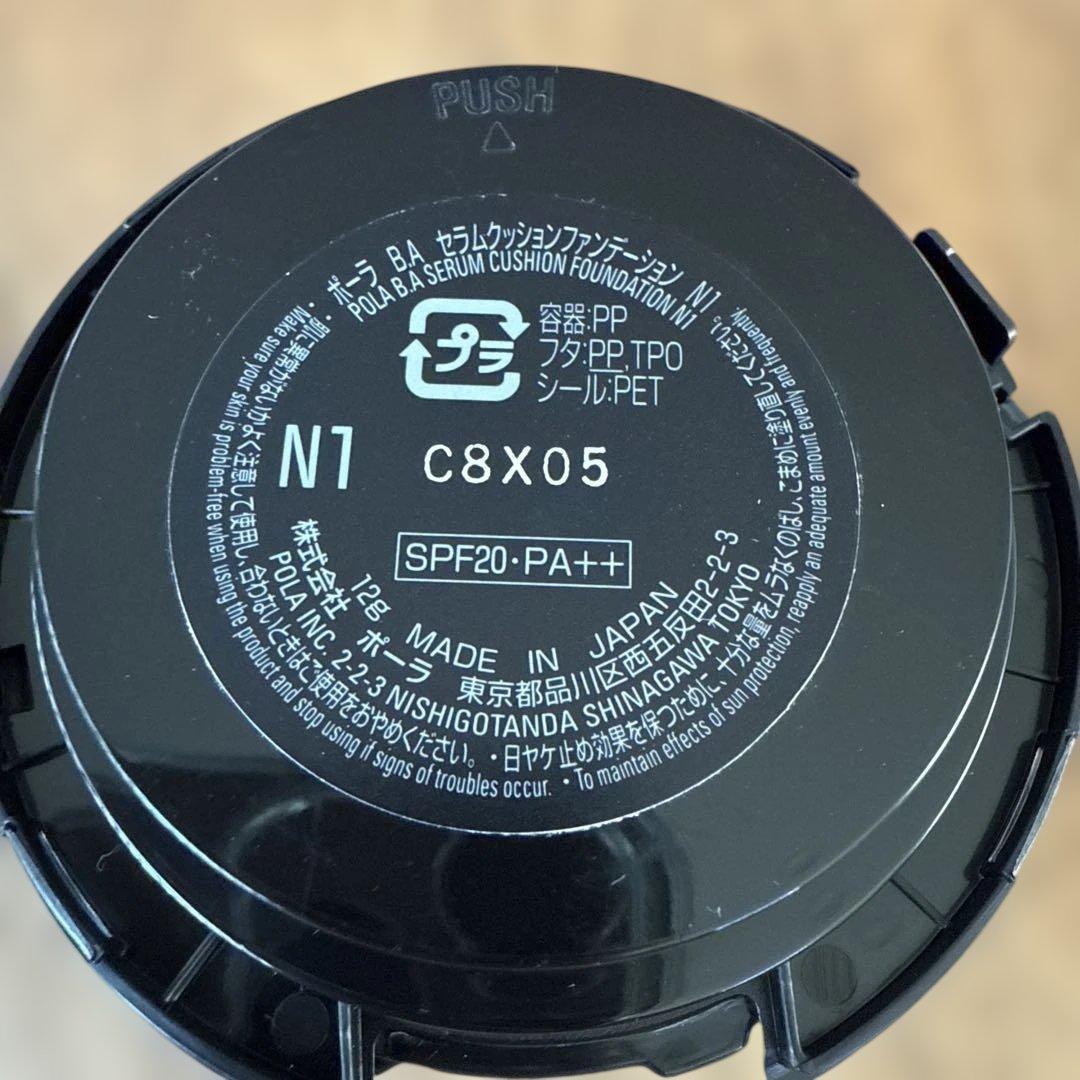 PUSH
ポーラ B.A セラムクッションファンデーション N1
POLA B.A SERUM CUSHION FOUNDATION N1
プラ
容器:PP
フタ:PP,TPO
シール:PET
N1
C8X05
SPF20・PA++
12g MADE IN JAPAN
株式会社 ポーラ 東京都品川区西五反田2-2-3
POLA INC. 2-2-3 NISHIGOTANDA SHINAGAWA TOKYO
・肌に異常がないかよく注意して使用し、合わないときはご使用をおやめください。・日ヤケ止め効果を保つために、十分な量をムラなくのばし、こまめに塗り直してください。
・Make sure your skin is problem-free when using the product and stop using if signs of troubles occur. ・To maintain effects of sun protection, reapply an adequate amount evenly and frequently.